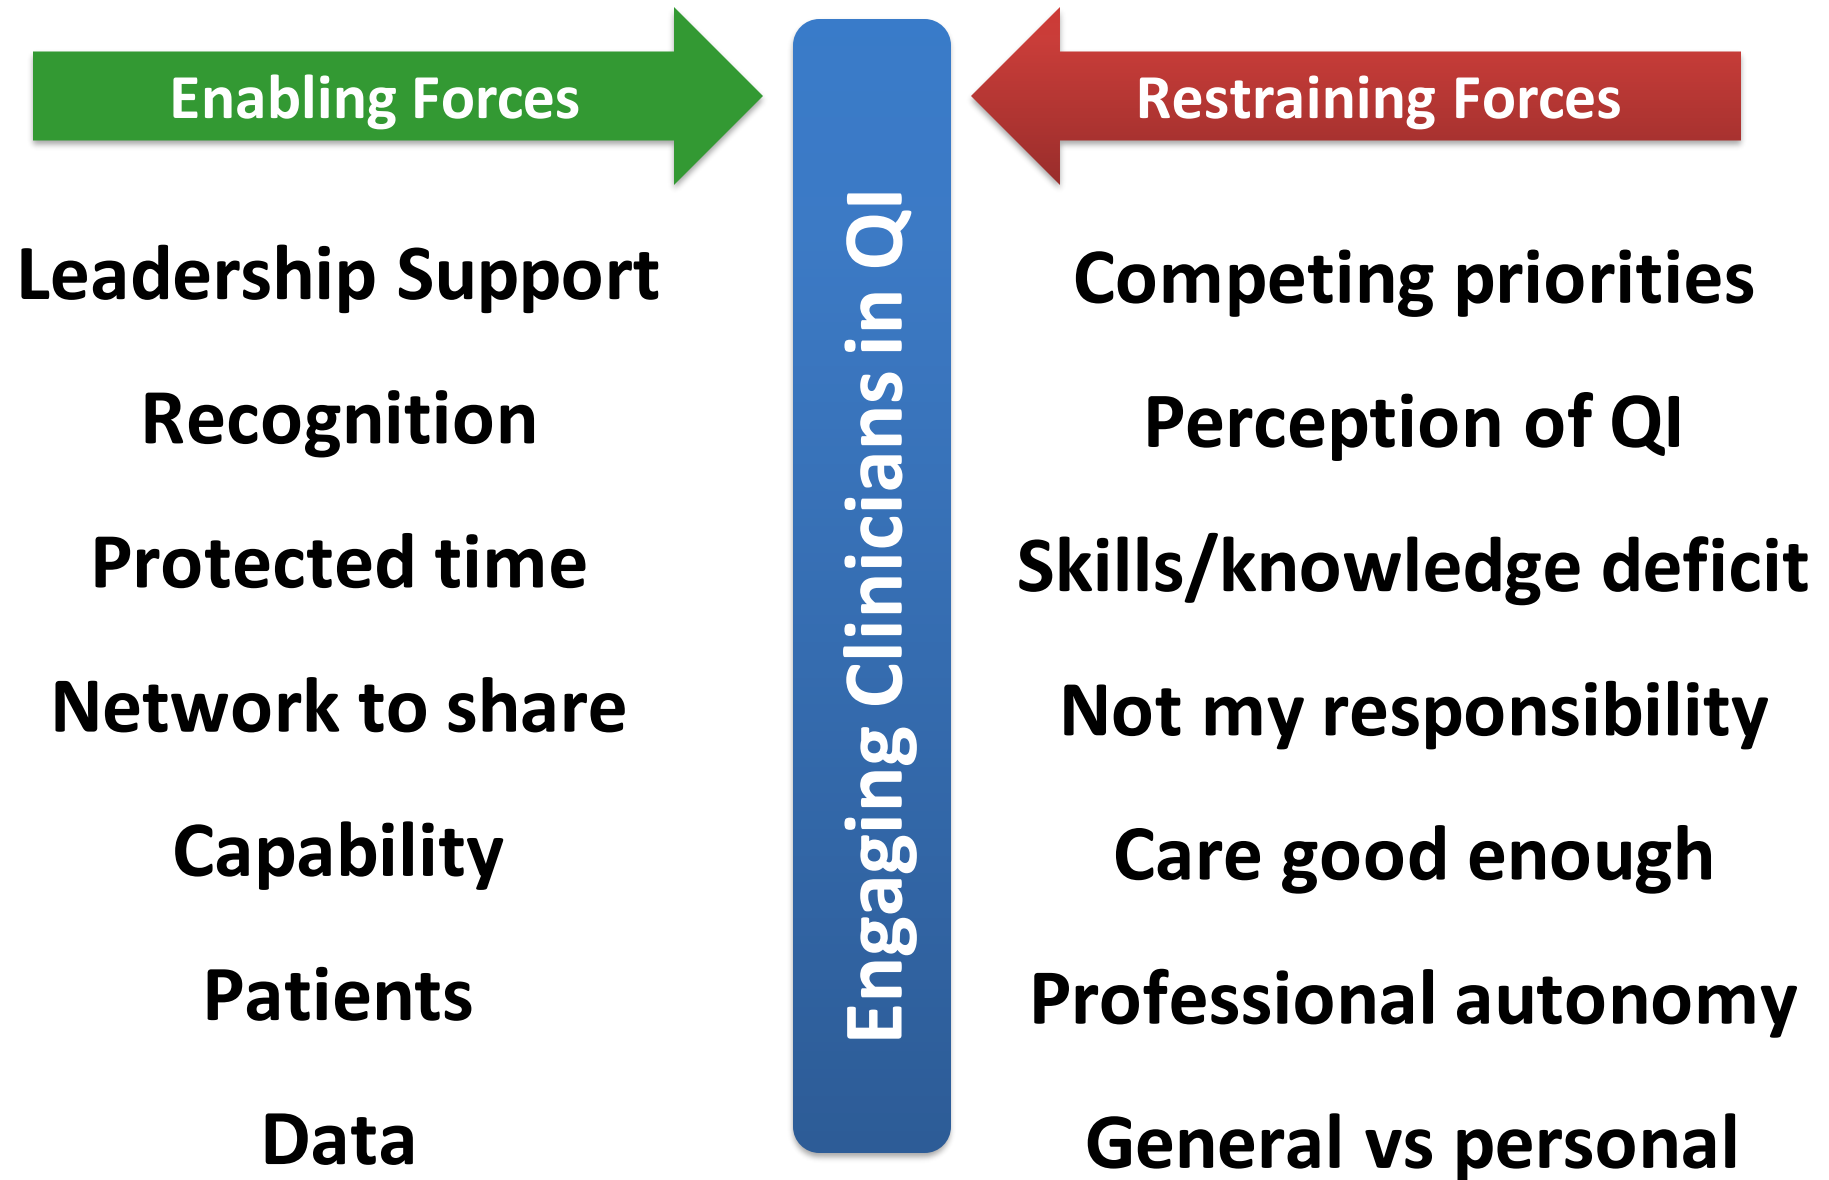 Enabling Forces
Leadership Support
Recognition
Protected time
Network to share
Capability
Patients
Data
Engaging Clinicians in QI
Restraining Forces
Competing priorities
Perception of QI
Skills/knowledge deficit
Not my responsibility
Care good enough
Professional autonomy
General vs personal